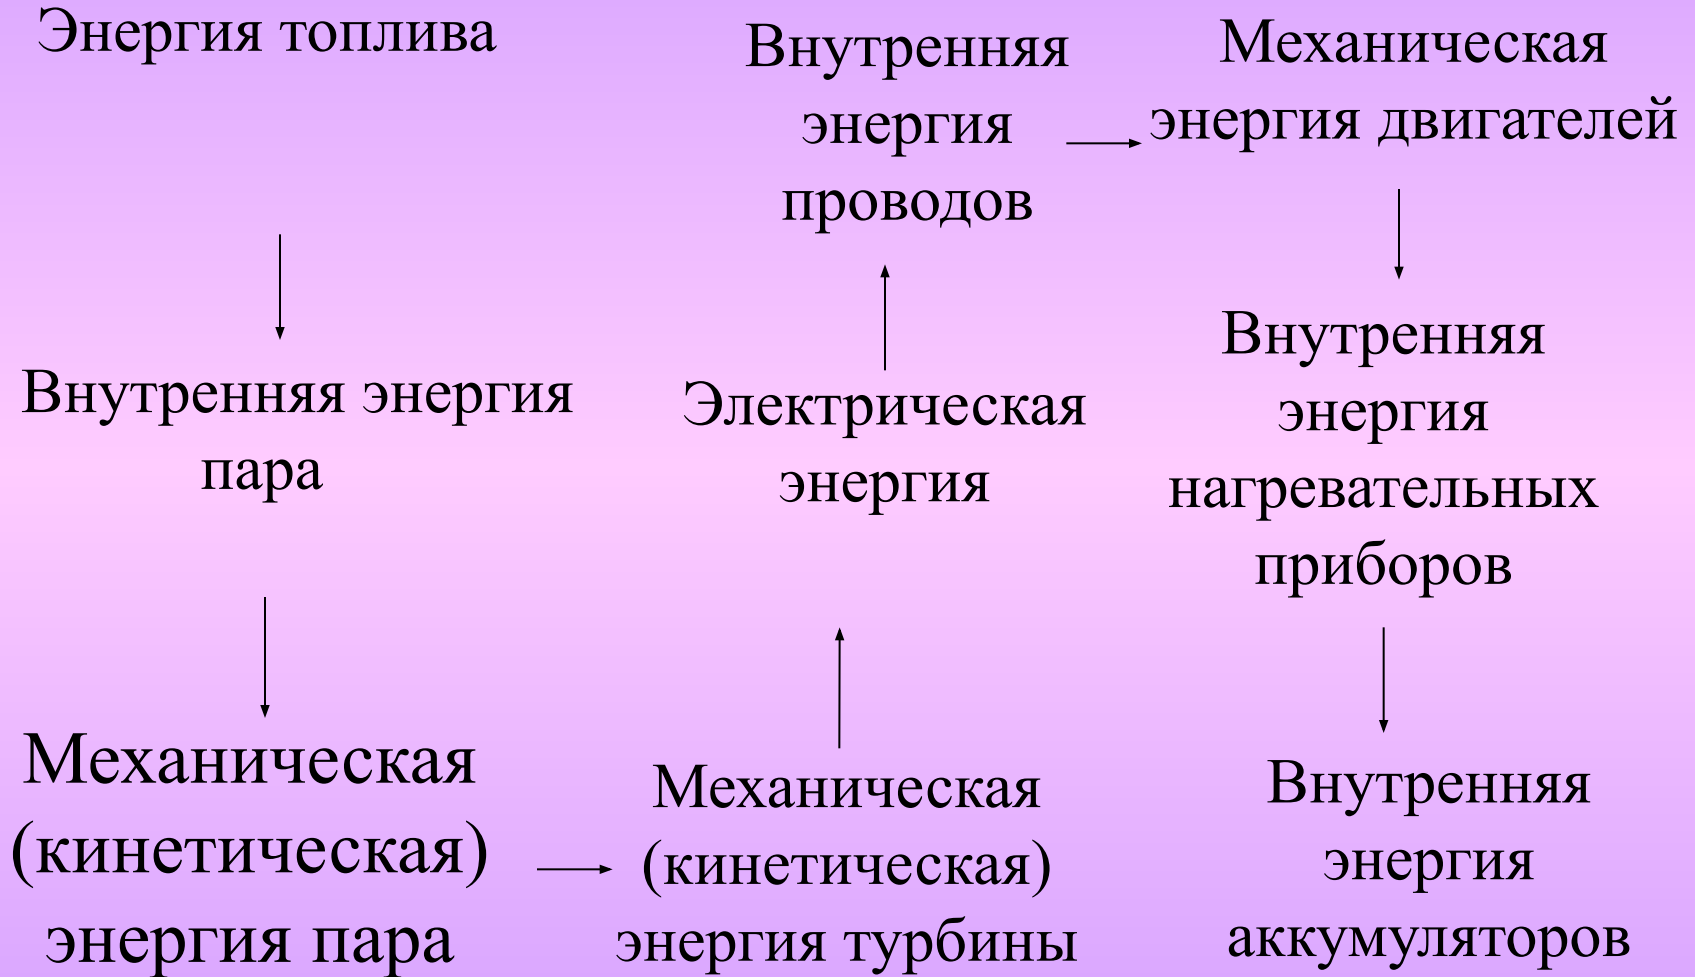 Энергия топлива
Внутренняя энергия
пара
Механическая
(кинетическая)
энергия пара
Механическая
(кинетическая)
энергия турбины
Электрическая
энергия
Внутренняя
энергия
проводов
Механическая
энергия двигателей
Внутренняя
энергия
нагревательных
приборов
Внутренняя
энергия
аккумуляторов